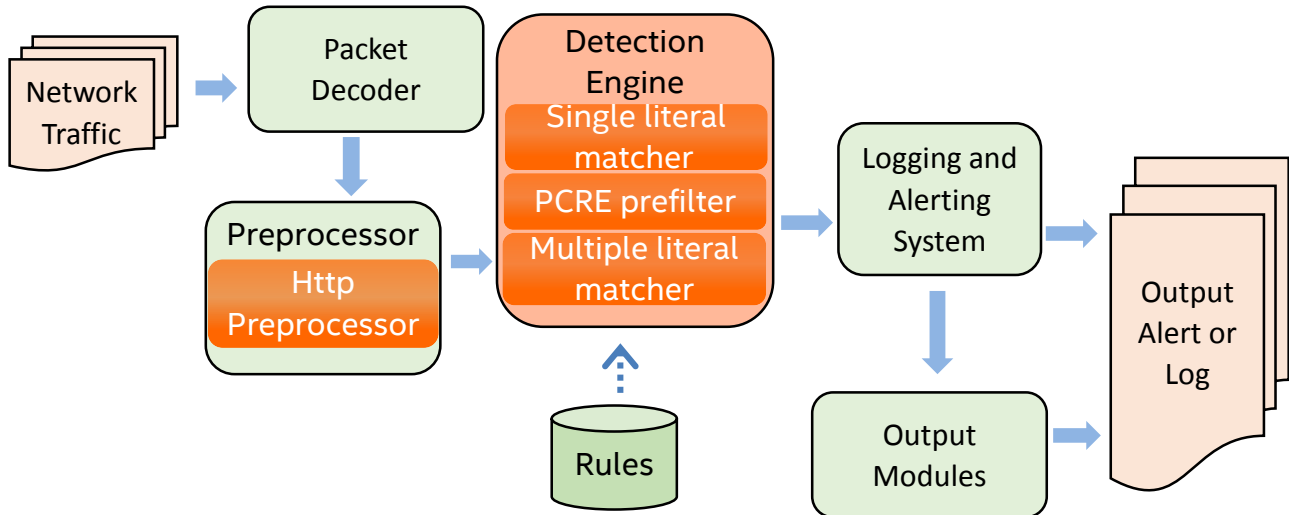 Network
Traffic
Packet
Decoder
Preprocessor
Http
Preprocessor
Detection
Engine
Single literal
matcher
PCRE prefilter
Multiple literal
matcher
Rules
Logging and
Alerting
System
Output
Modules
Output
Alert or
Log